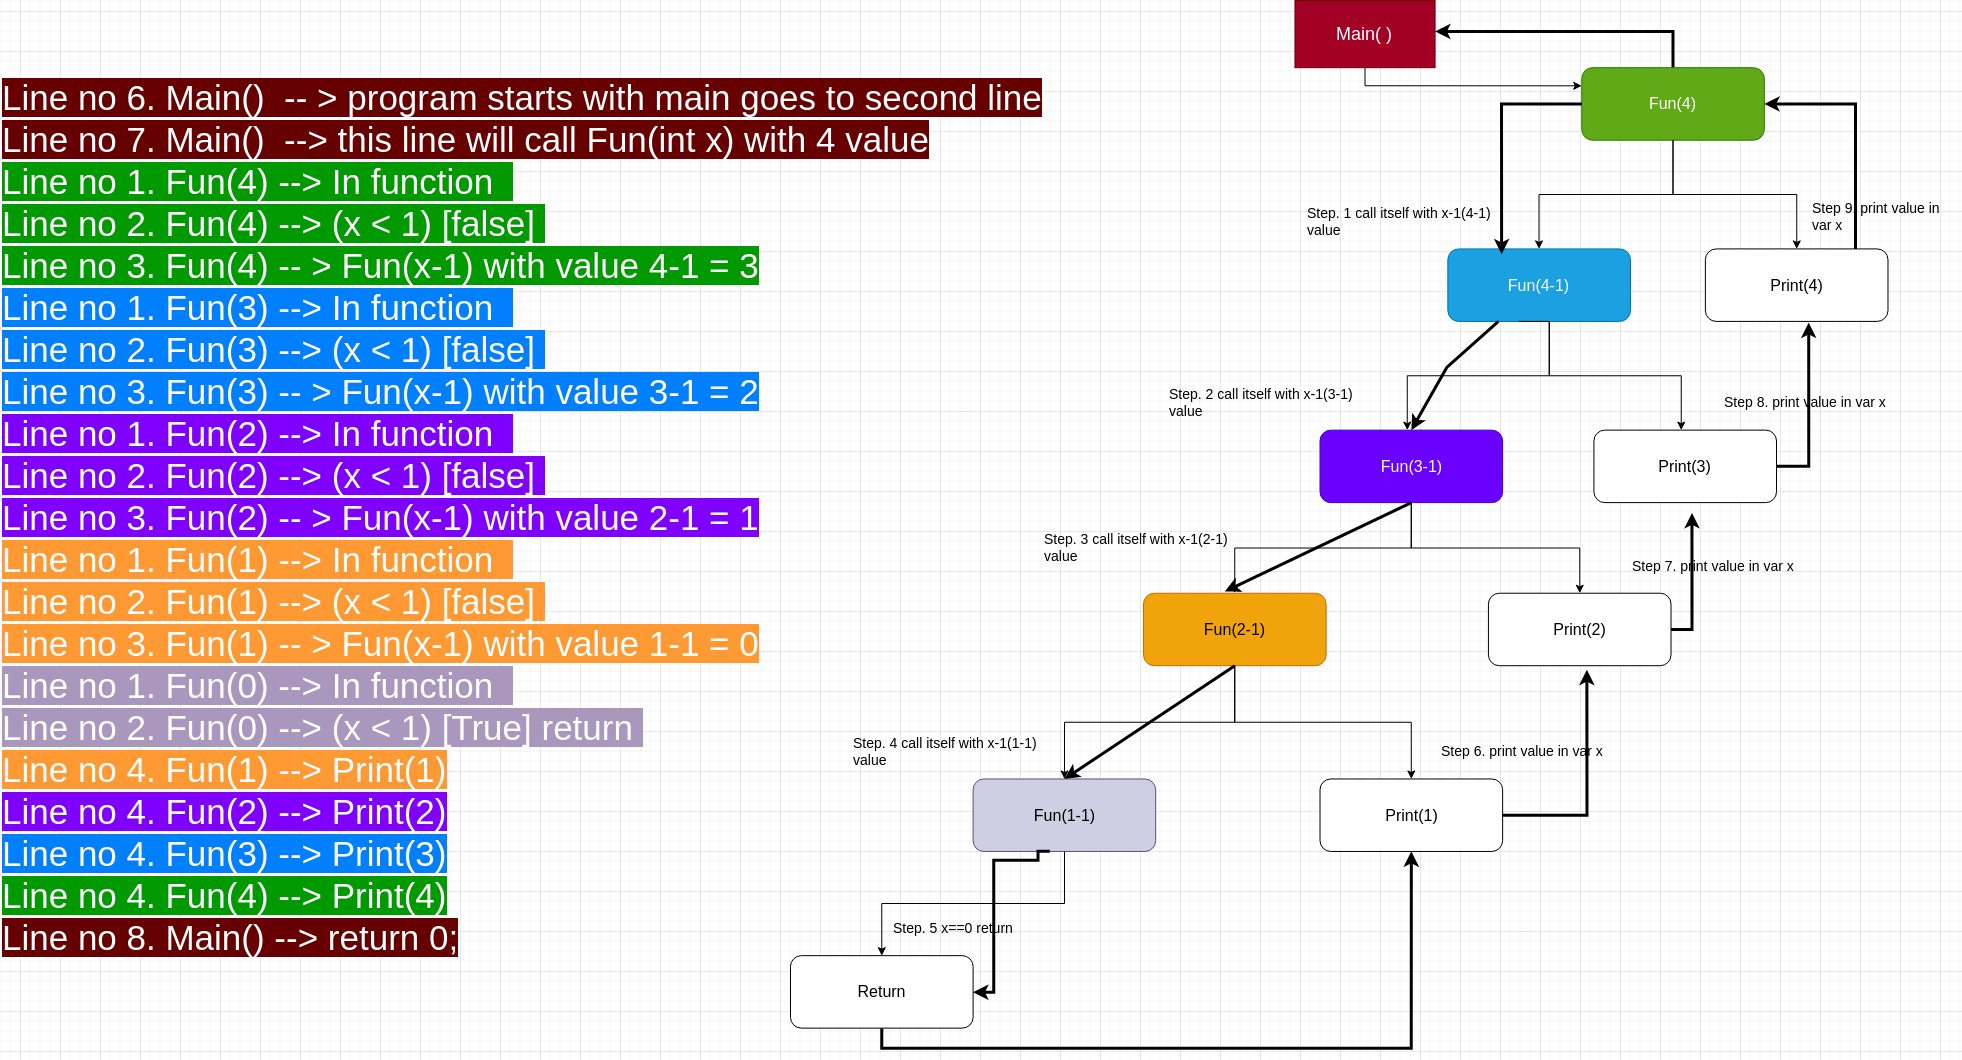 Line no 6. Main()  -- > program starts with main goes to second line
Line no 7. Main()  --> this line will call Fun(int x) with 4 value
Line no 1. Fun(4) --> In function
Line no 2. Fun(4) --> (x < 1) [false]
Line no 3. Fun(4) -- > Fun(x-1) with value 4-1 = 3
Line no 1. Fun(3) --> In function
Line no 2. Fun(3) --> (x < 1) [false]
Line no 3. Fun(3) -- > Fun(x-1) with value 3-1 = 2
Line no 1. Fun(2) --> In function
Line no 2. Fun(2) --> (x < 1) [false]
Line no 3. Fun(2) -- > Fun(x-1) with value 2-1 = 1
Line no 1. Fun(1) --> In function
Line no 2. Fun(1) --> (x < 1) [false]
Line no 3. Fun(1) -- > Fun(x-1) with value 1-1 = 0
Line no 1. Fun(0) --> In function
Line no 2. Fun(0) --> (x < 1) [True] return
Line no 4. Fun(1) --> Print(1)
Line no 4. Fun(2) --> Print(2)
Line no 4. Fun(3) --> Print(3)
Line no 4. Fun(4) --> Print(4)
Line no 8. Main() --> return 0;
Main( )
Fun(4)
Step. 1 call itself with x-1(4-1)
value
Step 9. print value in
var x
Fun(4-1)
Print(4)
Step. 2 call itself with x-1(3-1)
value
Step 8. print value in var x
Fun(3-1)
Print(3)
Step. 3 call itself with x-1(2-1)
value
Step 7. print value in var x
Fun(2-1)
Print(2)
Step. 4 call itself with x-1(1-1)
value
Step 6. print value in var x
Fun(1-1)
Print(1)
Step. 5 x==0 return
Return